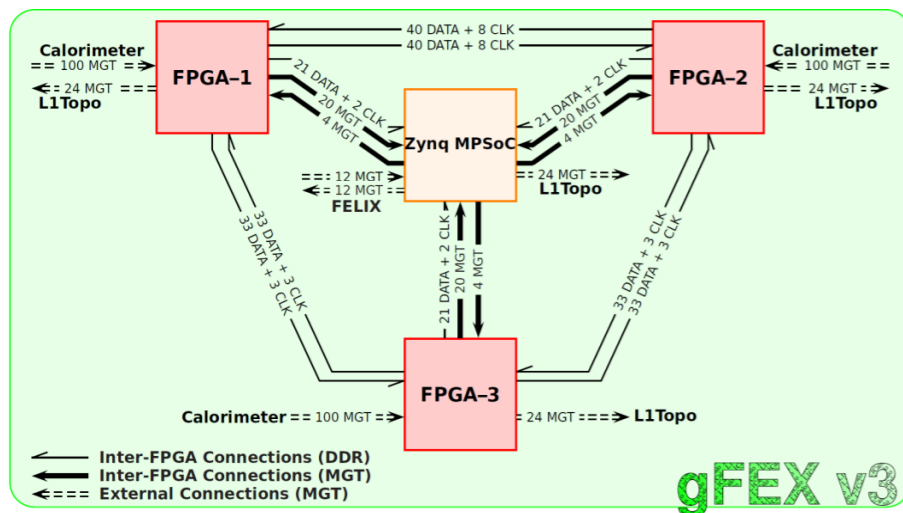 40 DATA + 8 CLK
40 DATA + 8 CLK
Calorimeter
100 MGT
24 MGT
L1Topo
FPGA–1
FPGA–2
Calorimeter
100 MGT
24 MGT
L1Topo
21 DATA + 2 CLK
20 MGT
4 MGT
21 DATA + 2 CLK
20 MGT
4 MGT
Zynq MPSoC
12 MGT
12 MGT
FELIX
24 MGT
L1Topo
33 DATA + 3 CLK
33 DATA + 3 CLK
21 DATA + 2 CLK
20 MGT
4 MGT
33 DATA + 3 CLK
33 DATA + 3 CLK
FPGA–3
Calorimeter
100 MGT
24 MGT
L1Topo
Inter-FPGA Connections (DDR)
Inter-FPGA Connections (MGT)
External Connections (MGT)
gFEX v3